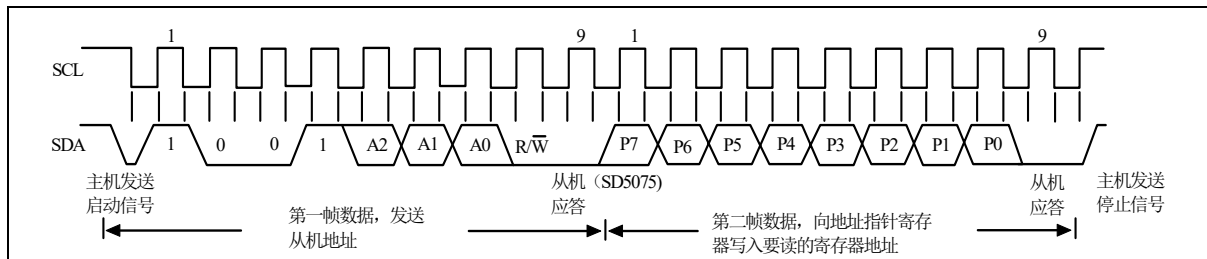 1 9 1 9
SCL
SDA 1 0 0 1 A2 A1 A0 R/W̅ P7 P6 P5 P4 P3 P2 P1 P0
主机发送
启动信号
第一帧数据，发送
从机地址
从机（SD5075)
应答
第二帧数据，向地址指针寄存
器写入要读的寄存器地址
从机
应答
主机发送
停止信号